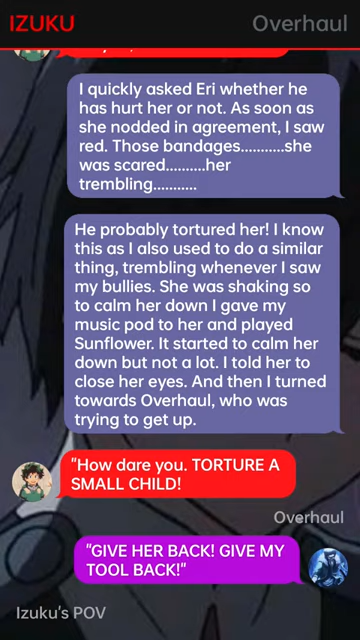 IZUKU
Overhaul
I quickly asked Eri whether he
has hurt her or not. As soon as
she nodded in agreement, I saw
red. Those bandages...........she
was scared..........her
trembling..........
He probably tortured her! I know
this as I also used to do a similar
thing, trembling whenever I saw
my bullies. She was shaking so
to calm her down I gave my
music pod to her and played
Sunflower. It started to calm her
down but not a lot. I told her to
close her eyes. And then I turned
towards Overhaul, who was
trying to get up.
"How dare you. TORTURE A
SMALL CHILD!
Overhaul
"GIVE HER BACK! GIVE MY
TOOL BACK!"
Izuku's POV